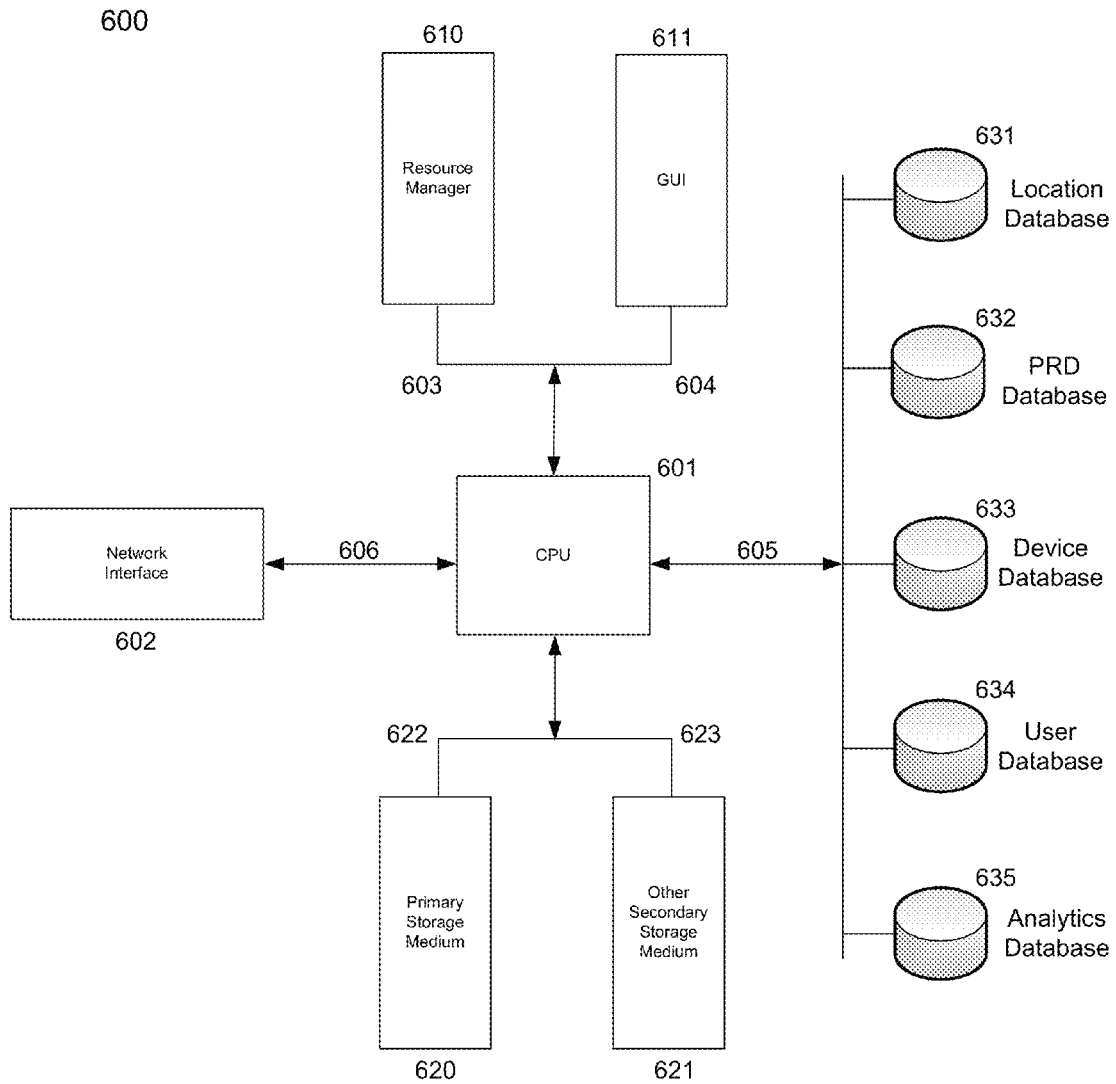 600
610
611
Resource
Manager
GUI
631
Location
Database
632
PRD
Database
603
604
601
CPU
Network
Interface
602
606
605
633
Device
Database
634
User
Database
622
623
Primary
Storage
Medium
Other
Secondary
Storage
Medium
635
Analytics
Database
620
621